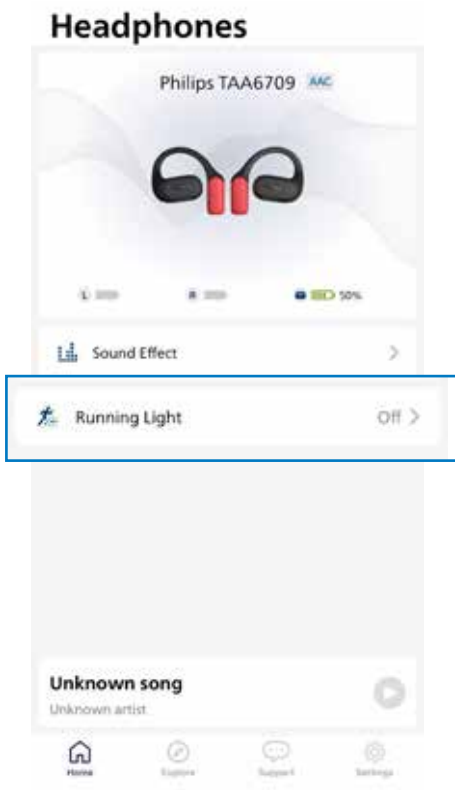 Headphones
Philips TAA6709 AAC
L R 50%
Sound Effect
Running Light Off
Unknown song
Unknown artist
Home Explore Support Settings